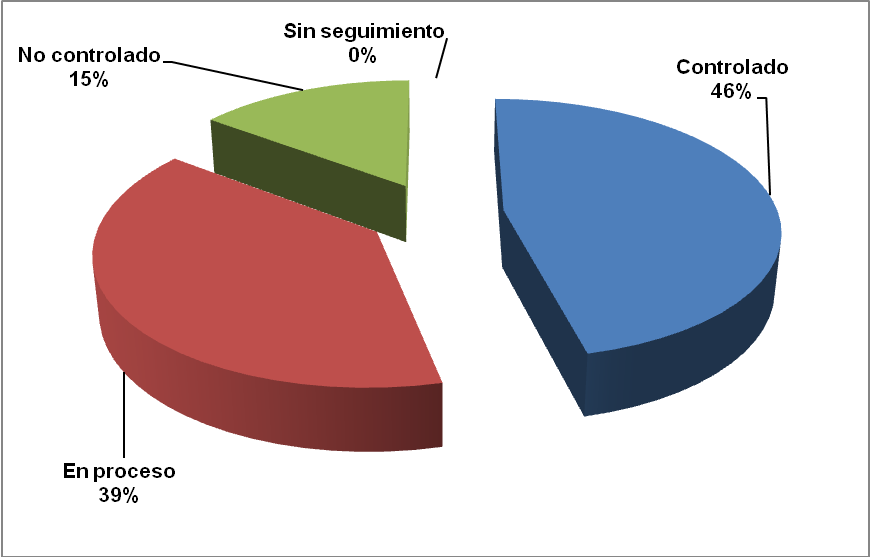 Sin seguimiento
0%
No controlado
15%
Controlado
46%
En proceso
39%